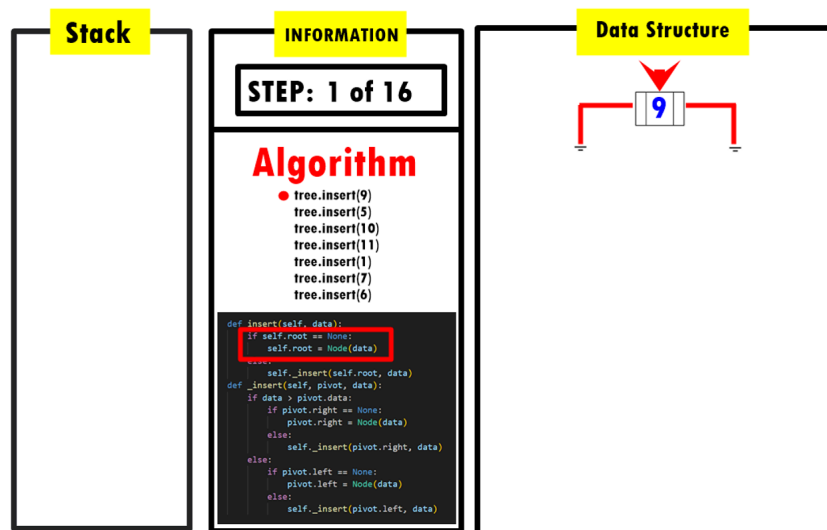 Stack
INFORMATION
STEP: 1 of 16
Algorithm
tree.insert(9)
tree.insert(5)
tree.insert(10)
tree.insert(11)
tree.insert(1)
tree.insert(7)
tree.insert(6)
def insert(self, data):
if self.root == None:
self.root = Node(data)
else:
self._insert(self.root, data)
def _insert(self, pivot, data):
if data > pivot.data:
if pivot.right == None:
pivot.right = Node(data)
else:
self._insert(pivot.right, data)
else:
if pivot.left == None:
pivot.left = Node(data)
else:
self._insert(pivot.left, data)
Data Structure
9